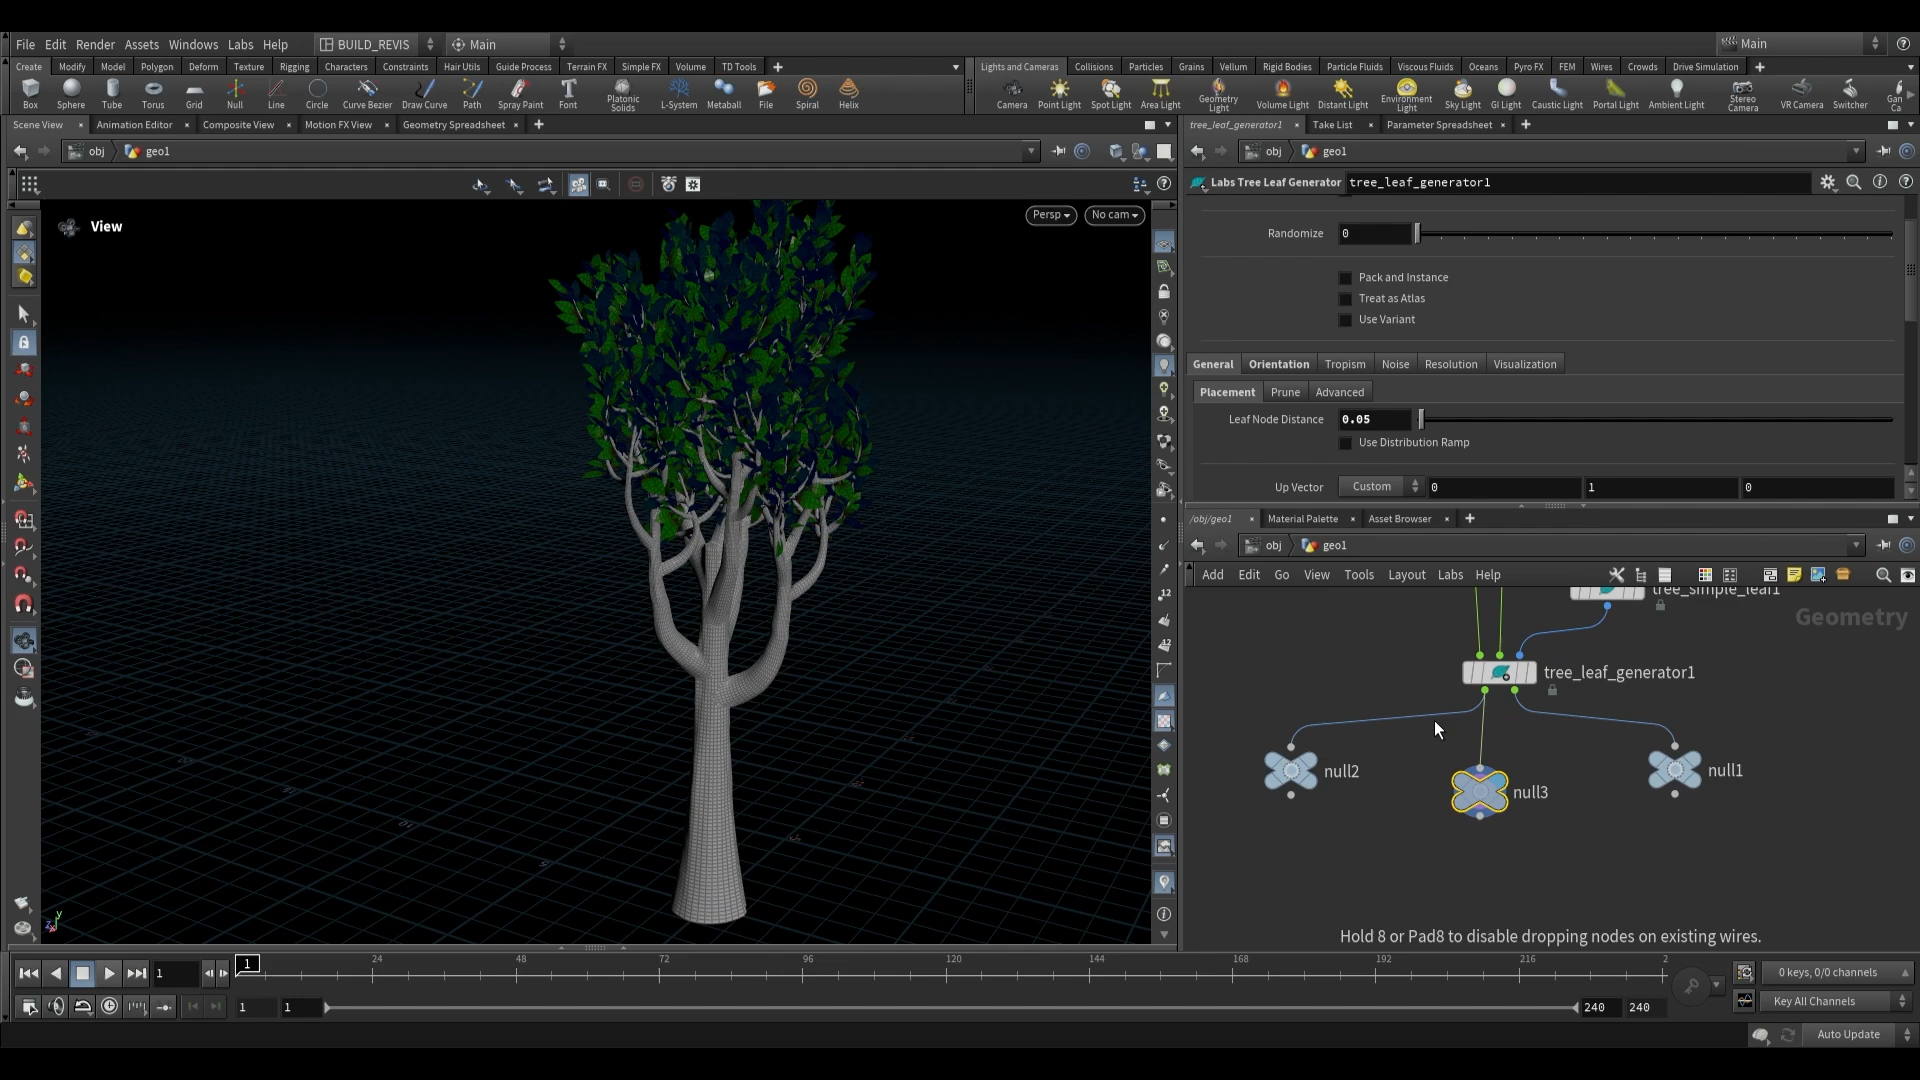 File Edit Render Assets Windows Labs Help BUILD_REVIS Main Main
Create Modify Model Polygon Deform Texture Rigging Characters Constraints Hair Utils Guide Process Terrain FX Simple FX Volume TD Tools
Lights and Cameras Collisions Particles Grains Vellum Rigid Bodies Particle Fluids Viscous Fluids Oceans Pyro FX FEM Wires Crowds Drive Simulation
Box Sphere Tube Torus Grid Null Line Circle Curve Bezier Draw Curve Path Spray Paint Font Platonic Solids L-System Metaball File Spiral Helix
Camera Point Light Spot Light Area Light Geometry Light Volume Light Distant Light Environment Light Sky Light GI Light Caustic Light Portal Light Ambient Light Stereo Camera VR Camera Switcher Gan Ca
Scene View Animation Editor Composite View Motion FX View Geometry Spreadsheet
tree_leaf_generator1 Take List Parameter Spreadsheet
obj geo1
obj geo1
Labs Tree Leaf Generator tree_leaf_generator1
View
Persp No cam
Randomize 0
Pack and Instance
Treat as Atlas
Use Variant
General Orientation Tropism Noise Resolution Visualization
Placement Prune Advanced
Leaf Node Distance 0.05
Use Distribution Ramp
Up Vector Custom 0 1 0
/obj/geo1 Material Palette Asset Browser
obj geo1
Add Edit Go View Tools Layout Labs Help
tree_simple_leaf1
Geometry
tree_leaf_generator1
null2
null3
null1
Hold 8 or Pad8 to disable dropping nodes on existing wires.
y
1 1 24 48 72 96 120 144 168 192 216 2
0 keys, 0/0 channels
1 1 240 240
Key All Channels
Auto Update